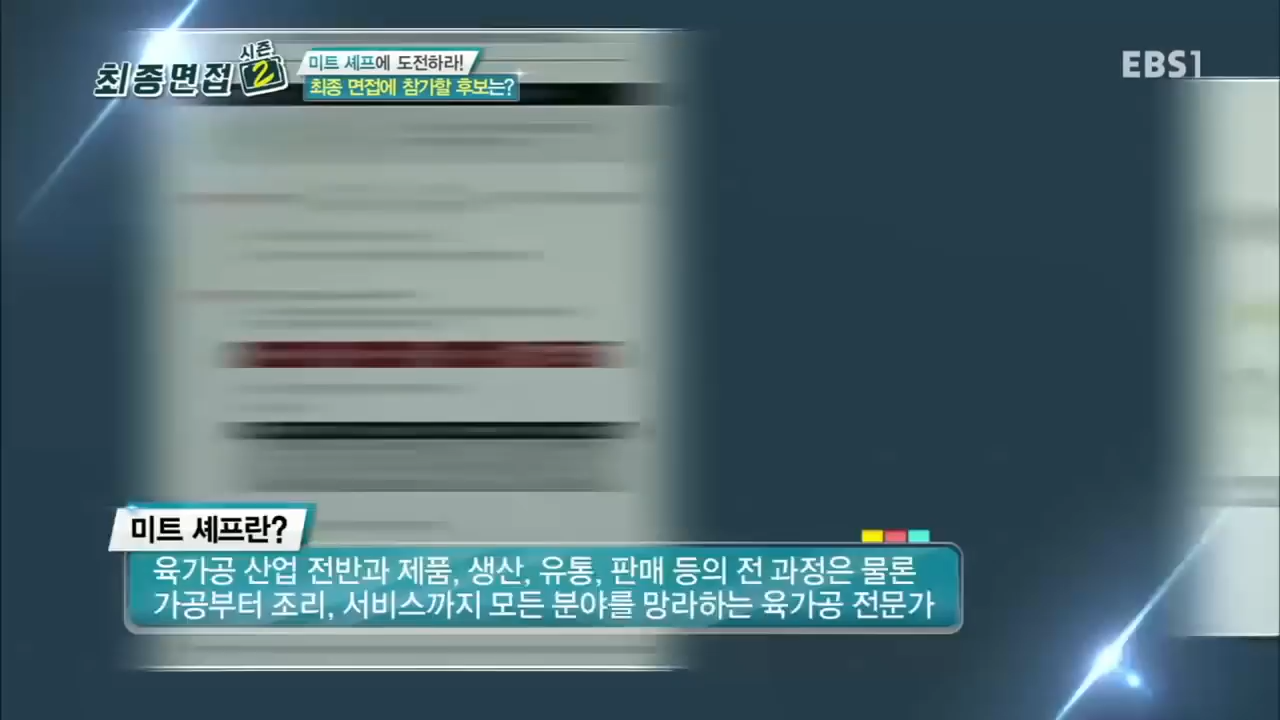 최종면접 시즌 2
미트 셰프에 도전하라!
최종 면접에 참가할 후보는?
EBS1
미트 셰프란?
육가공 산업 전반과 제품, 생산, 유통, 판매 등의 전 과정은 물론
가공부터 조리, 서비스까지 모든 분야를 망라하는 육가공 전문가